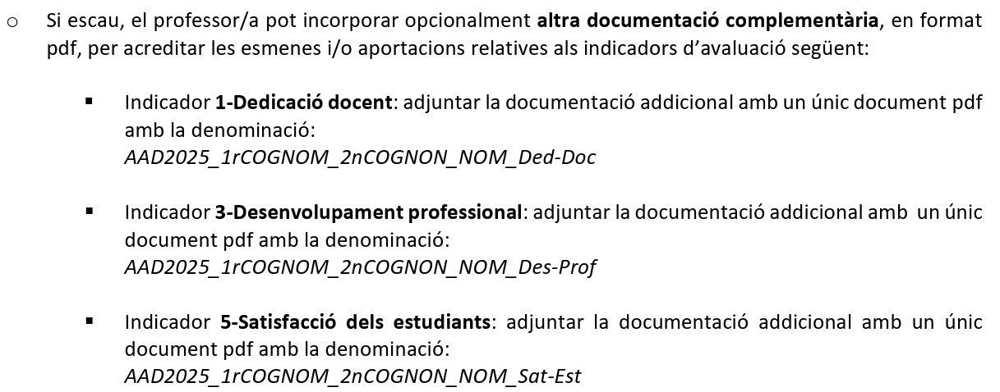 o Si escau, el professor/a pot incorporar opcionalment altra documentació complementària, en format
pdf, per acreditar les esmenes i/o aportacions relatives als indicadors d’avaluació següent:
▪ Indicador 1-Dedicació docent: adjuntar la documentació addicional amb un únic document pdf
amb la denominació:
AAD2025_1rCOGNOM_2nCOGNON_NOM_Ded-Doc
▪ Indicador 3-Desenvolupament professional: adjuntar la documentació addicional amb un únic
document pdf amb la denominació:
AAD2025_1rCOGNOM_2nCOGNON_NOM_Des-Prof
▪ Indicador 5-Satisfacció dels estudiants: adjuntar la documentació addicional amb un únic
document pdf amb la denominació:
AAD2025_1rCOGNOM_2nCOGNON_NOM_Sat-Est